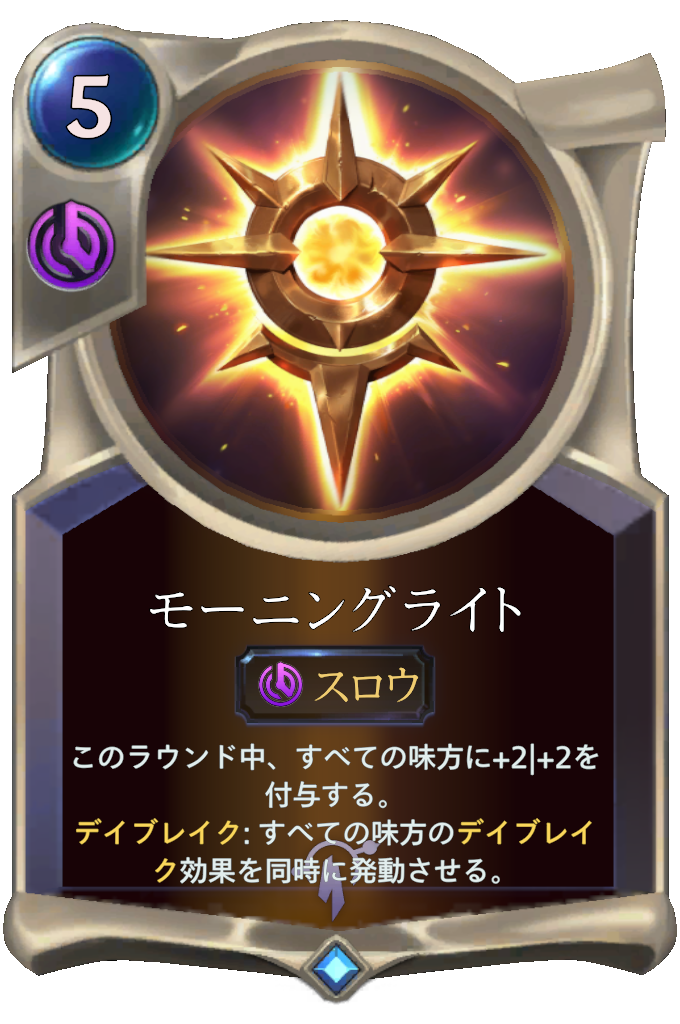 5
モーニングライト
スロウ
このラウンド中、すべての味方に+2|+2を
付与する。
デイブレイク: すべての味方のデイブレイ
ク効果を同時に発動させる。